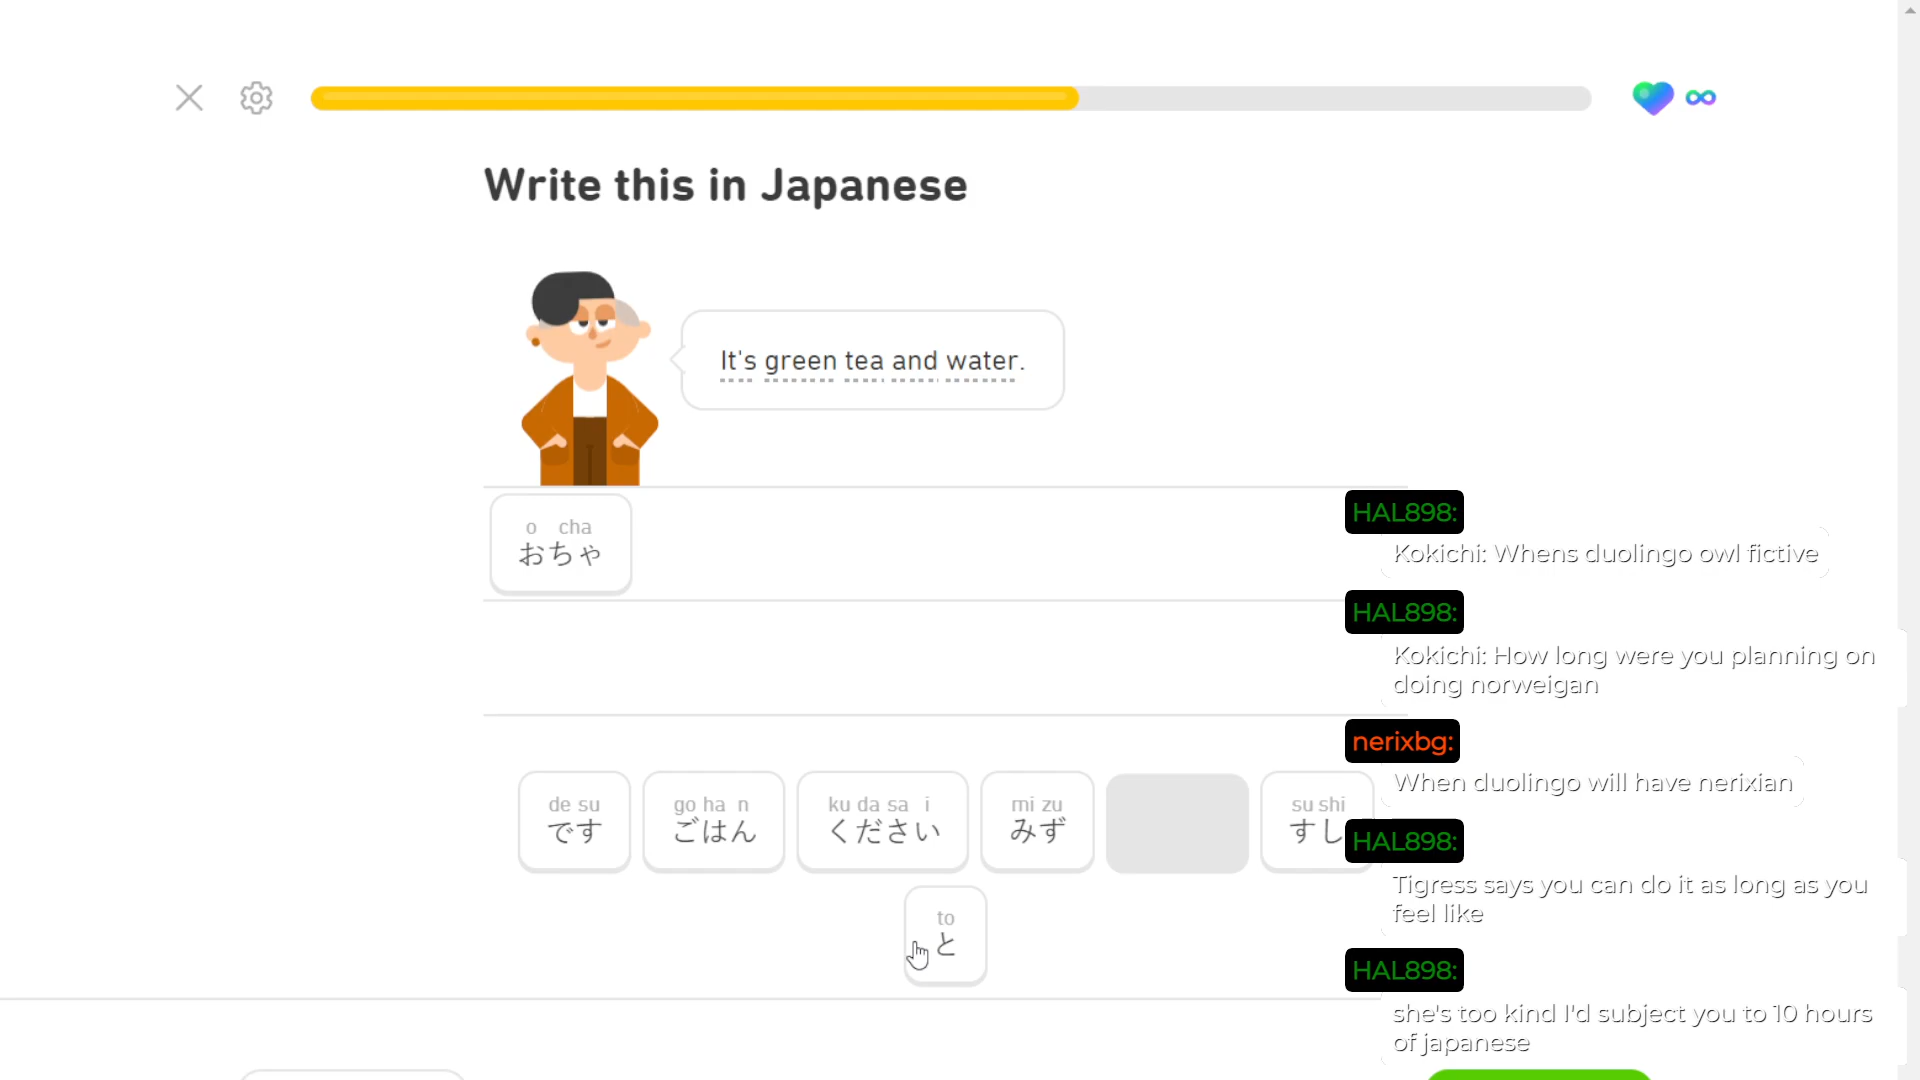 Write this in Japanese
It's green tea and water.
o cha
おちゃ
de su
です
go ha n
ごはん
ku da sa i
ください
mi zu
みず
su shi
すし
to
と
HAL898:
Kokichi: Whens duolingo owl fictive
HAL898:
Kokichi: How long were you planning on
doing norweigan
nerixbg:
When duolingo will have nerixian
HAL898:
Tigress says you can do it as long as you
feel like
HAL898:
she's too kind I'd subject you to 10 hours
of japanese